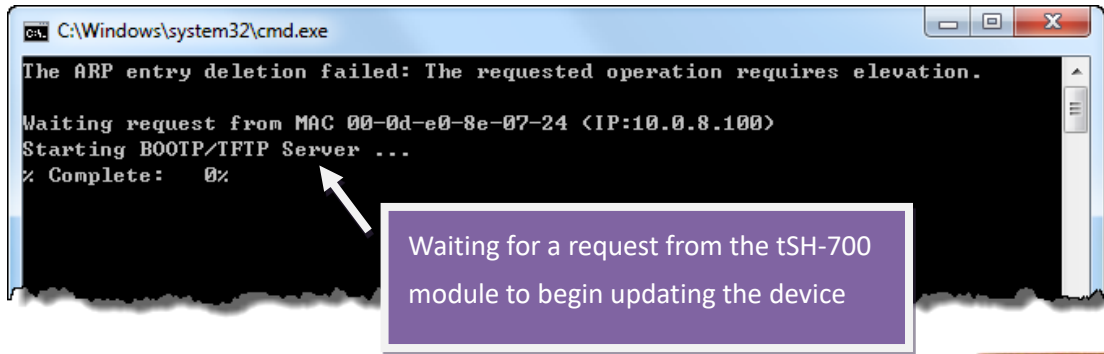 C:\Windows\system32\cmd.exe
The ARP entry deletion failed: The requested operation requires elevation.
Waiting request from MAC 00-0d-e0-8e-07-24 (IP:10.0.8.100)
Starting BOOTP/TFTP Server ...
% Complete:   0%
Waiting for a request from the tSH-700
module to begin updating the device